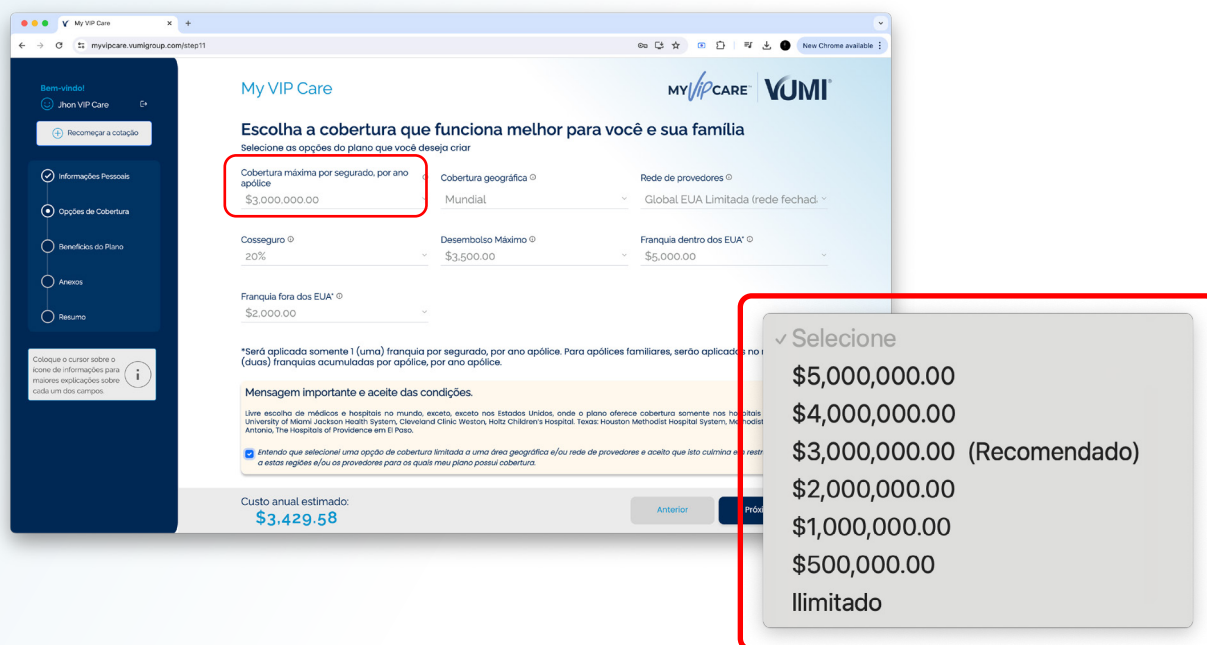 My VIP Care
myvipcare.vumigroup.com/step11
New Chrome available
Bem-vindo!
Jhon VIP Care
Recomeçar a cotação
Informações Pessoais
Opções de Cobertura
Benefícios do Plano
Anexos
Resumo
Coloque o cursor sobre o
ícone de informações para
maiores explicações sobre
cada um dos campos.
i
My VIP Care
MY VIP CARE
VUMI
Escolha a cobertura que funciona melhor para você e sua família
Selecione as opções do plano que você deseja criar
Cobertura máxima por segurado, por ano
apólice
$3,000,000.00
Cobertura geográfica
Mundial
Rede de provedores
Global EUA Limitada (rede fechad
Cosseguro
20%
Desembolso Máximo
$3,500.00
Franquia dentro dos EUA*
$5,000.00
Franquia fora dos EUA*
$2,000.00
*Será aplicada somente 1 (uma) franquia por segurado, por ano apólice. Para apólices familiares, serão aplicadas no
(duas) franquias acumuladas por apólice, por ano apólice.
Mensagem importante e aceite das condições.
Livre escolha de médicos e hospitais no mundo, exceto, exceto nos Estados Unidos, onde o plano oferece cobertura somente nos hospitais
University of Miami Jackson Health System, Cleveland Clinic Weston, Holtz Children's Hospital. Texas: Houston Methodist Hospital System, Methodist
Antonio, The Hospitals of Providence em El Paso.
Entendo que selecionei uma opção de cobertura limitada a uma área geográfica e/ou rede de provedores e aceito que isto culmina em restr
a estas regiões e/ou os provedores para os quais meu plano possui cobertura.
Custo anual estimado:
$3,429.58
Anterior
Próxi
Selecione
$5,000,000.00
$4,000,000.00
$3,000,000.00 (Recomendado)
$2,000,000.00
$1,000,000.00
$500,000.00
Ilimitado